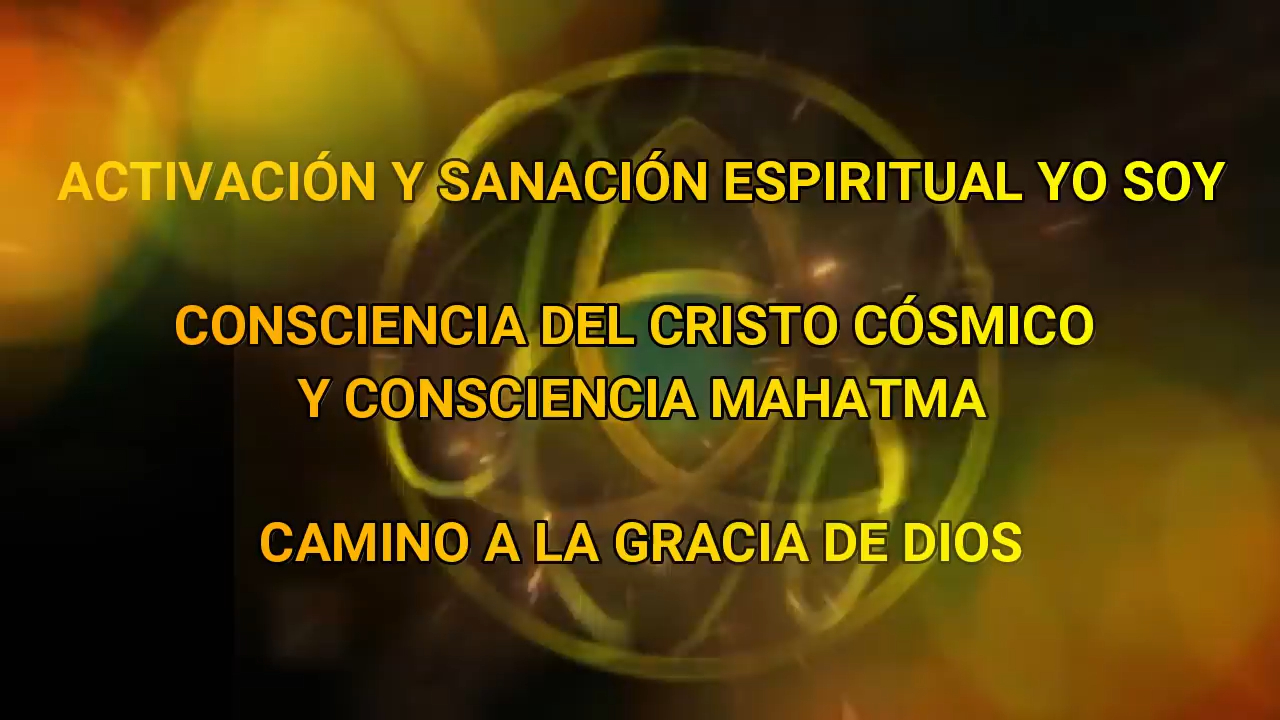 ACTIVACIÓN Y SANACIÓN ESPIRITUAL YO SOY
CONSCIENCIA DEL CRISTO CÓSMICO
Y CONSCIENCIA MAHATMA
CAMINO A LA GRACIA DE DIOS